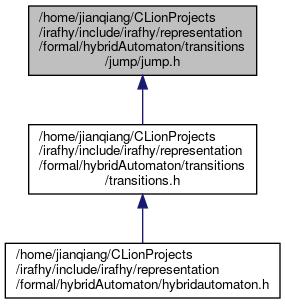 /home/jianqiang/CLionProjects
/irafhy/include/irafhy/representation
/formal/hybridAutomaton/transitions
/jump/jump.h
/home/jianqiang/CLionProjects
/irafhy/include/irafhy/representation
/formal/hybridAutomaton/transitions
/transitions.h
/home/jianqiang/CLionProjects
/irafhy/include/irafhy/representation
/formal/hybridAutomaton/hybridautomaton.h